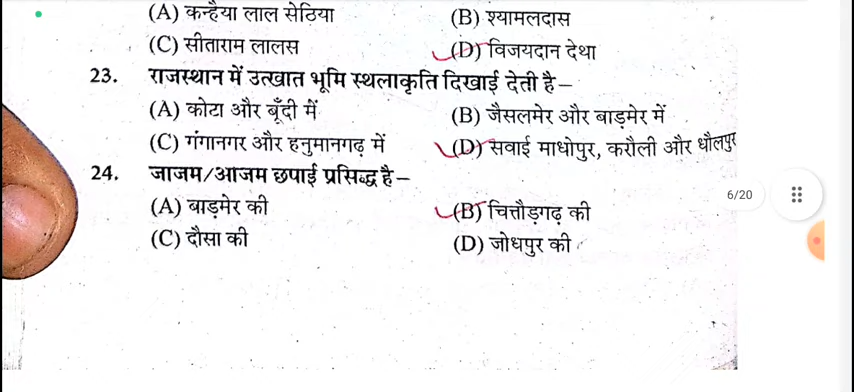 (A) कन्हैया लाल सेठिया (B) श्यामलदास
(C) सीताराम लालस (D) विजयदान देथा
23. राजस्थान में उत्खात भूमि स्थलाकृति दिखाई देती है–
(A) कोटा और बूँदी में (B) जैसलमेर और बाड़मेर में
(C) गंगानगर और हनुमानगढ़ में (D) सवाई माधोपुर, करौली और धौलपुर
24. जाजम/आजम छपाई प्रसिद्ध है–
6/20
(A) बाड़मेर की (B) चित्तौड़गढ़ की
(C) दौसा की (D) जोधपुर की